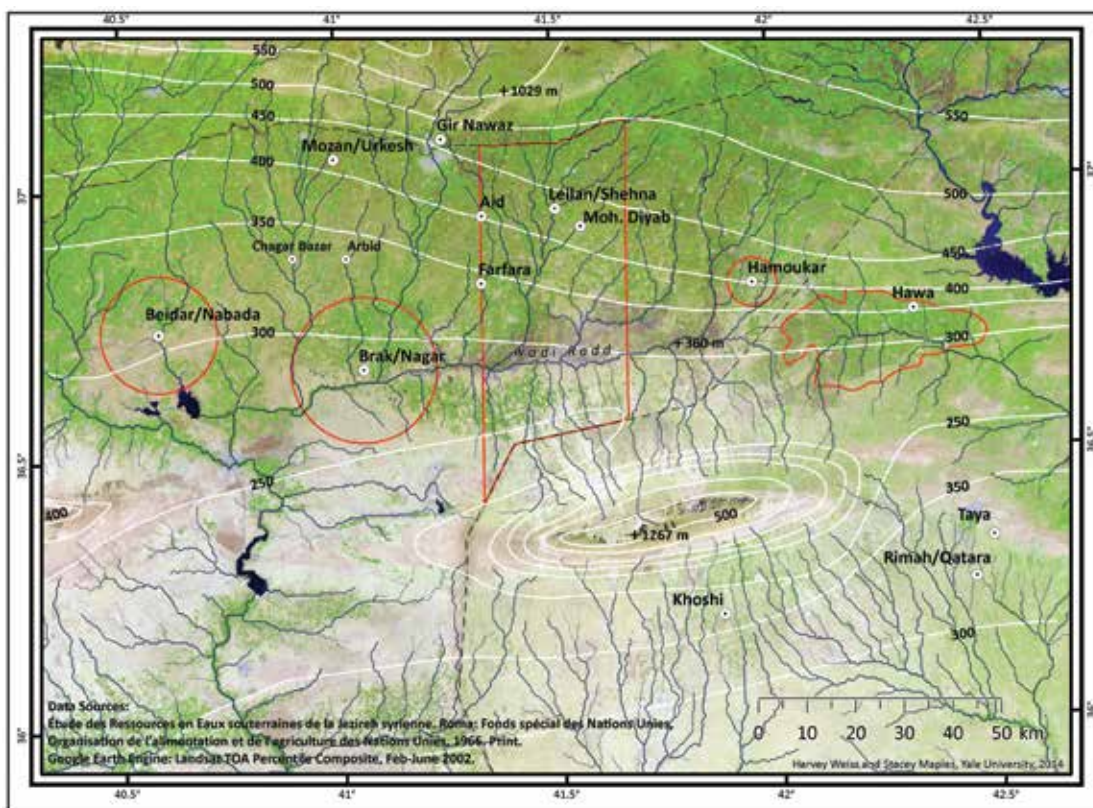 40.5° 41° 41.5° 42° 42.5°
550
500
450
400
350
300
+1029 m
550
Gir Nawaz
Mozan/Urkesh
37°
37°
500
Leilan/Shehna
Aid
Moh. Diyab
450
Chagar Bazar
Arbid
Farfara
Hamoukar
400
Hawa
Beidar/Nabada
300
Wadi Radd
+360 m
Brak/Nagar
250
36.5°
36.5°
250
350
400
500
Taya
+1267 m
Rimah/Qatara
Khoshi
300
Data Sources:
Étude des Ressources en Eaux souterraines de la Jezireh syrienne. Roma: Fonds spécial des Nations Unies,
Organisation de l'alimentation et de l'agriculture des Nations Unies, 1966. Print.
Google Earth Engine: Landsat TOA Percentile Composite, Feb-June 2002.
0 10 20 30 40 50 km
36°
36°
Harvey Weiss and Stacey Maples, Yale University, 2014
40.5° 41° 41.5° 42° 42.5°